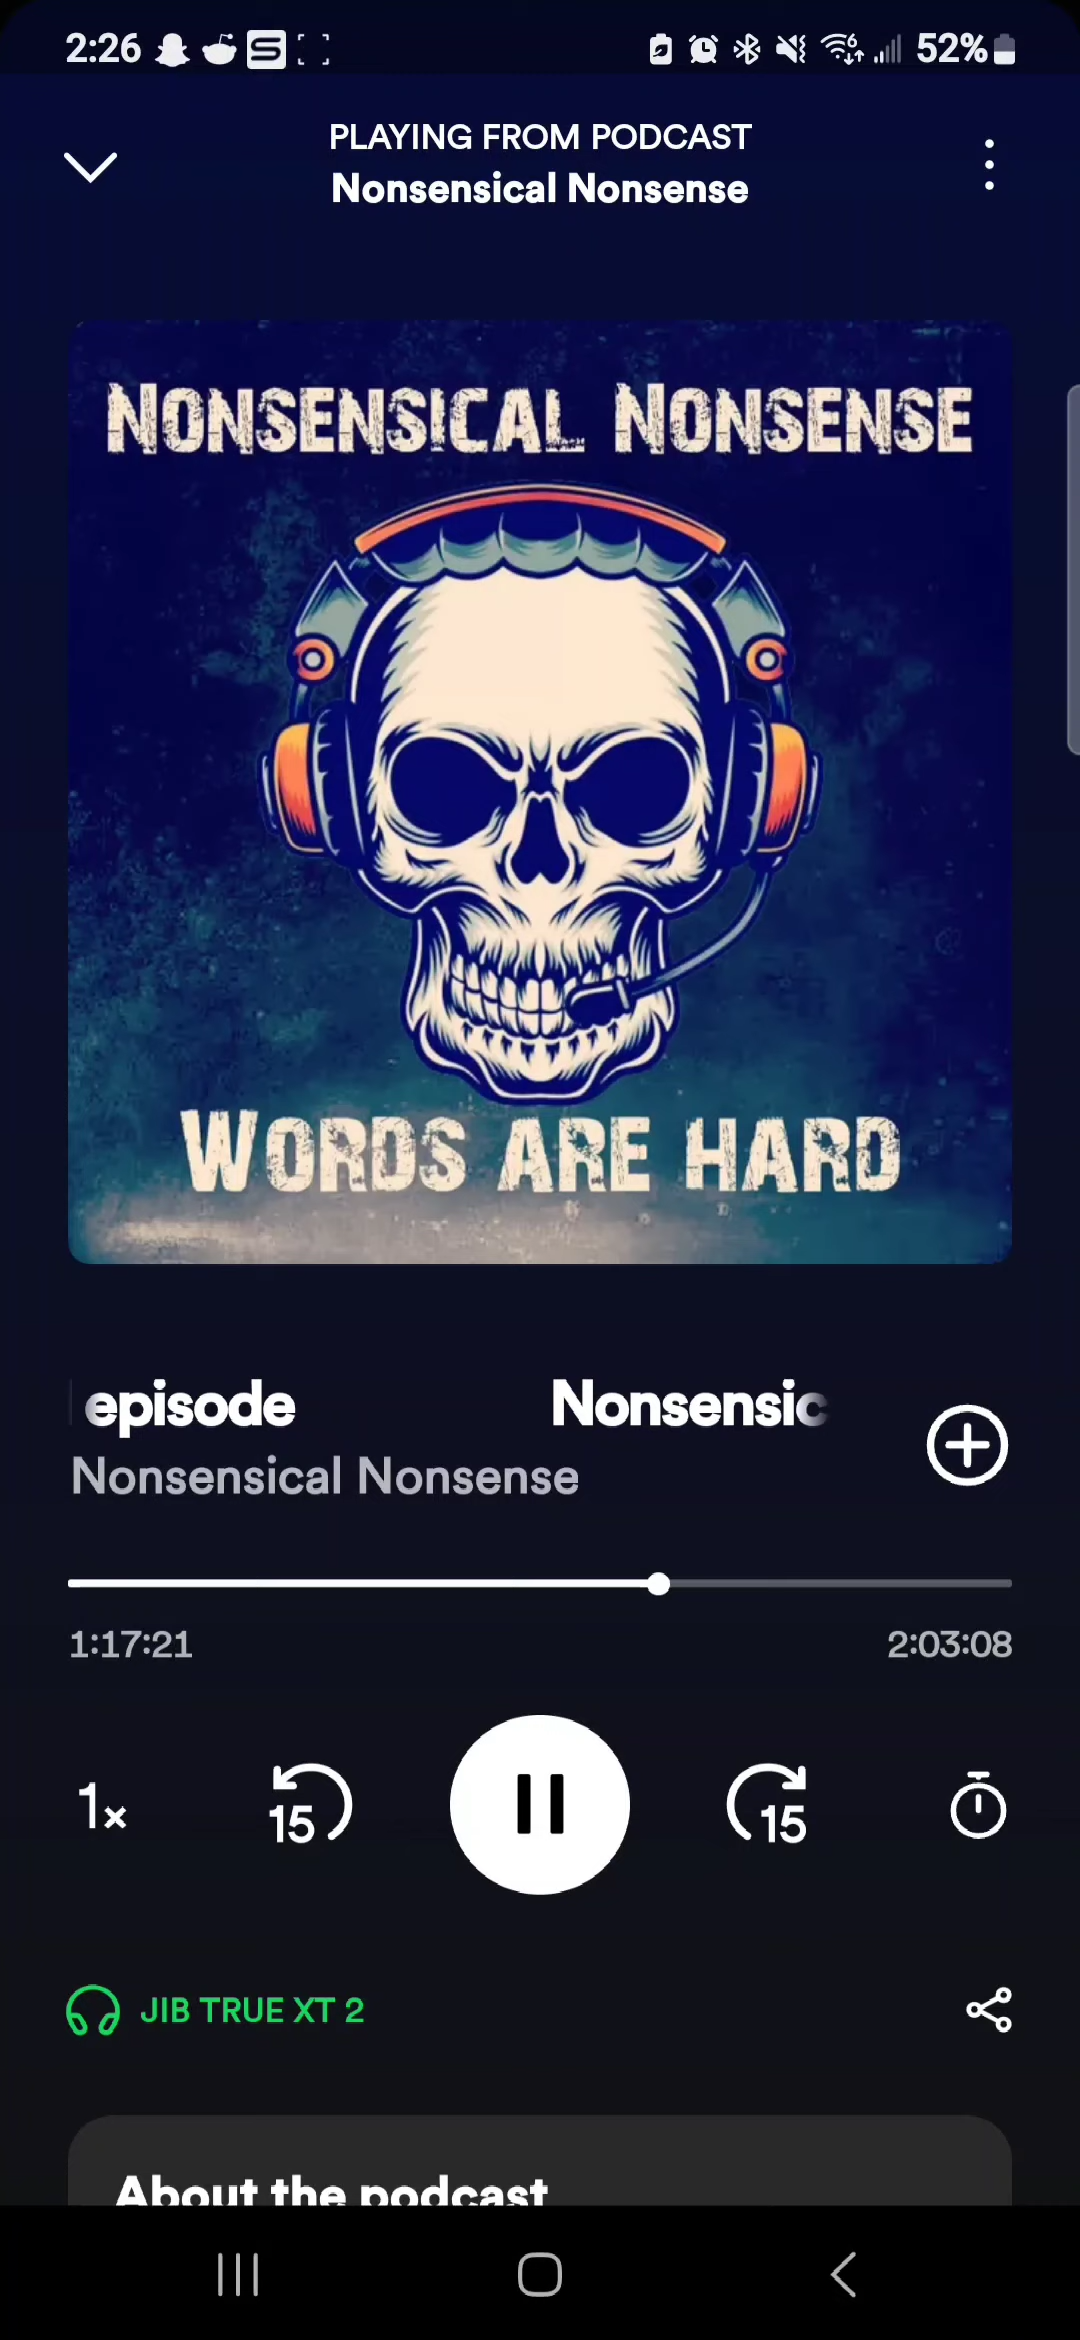 2:26 52%
PLAYING FROM PODCAST
Nonsensical Nonsense
NONSENSICAL NONSENSE
WORDS ARE HARD
episode Nonsensic
Nonsensical Nonsense
1:17:21 2:03:08
1x 15 15
JIB TRUE XT 2
About the podcast